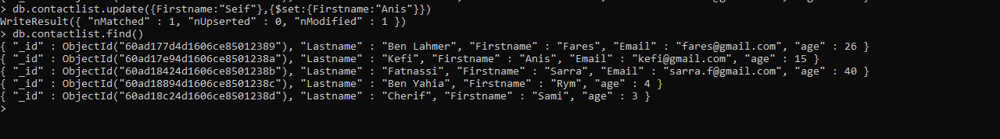 > db.contactlist.update({Firstname:"Seif"},{$set:{Firstname:"Anis"}})
WriteResult({ "nMatched" : 1, "nUpserted" : 0, "nModified" : 1 })
> db.contactlist.find()
{ "_id" : ObjectId("60ad177d4d1606ce85012389"), "Lastname" : "Ben Lahmer", "Firstname" : "Fares", "Email" : "fares@gmail.com", "age" : 26 }
{ "_id" : ObjectId("60ad17e94d1606ce8501238a"), "Lastname" : "Kefi", "Firstname" : "Anis", "Email" : "kefi@gmail.com", "age" : 15 }
{ "_id" : ObjectId("60ad18424d1606ce8501238b"), "Lastname" : "Fatnassi", "Firstname" : "Sarra", "Email" : "sarra.f@gmail.com", "age" : 40 }
{ "_id" : ObjectId("60ad18894d1606ce8501238c"), "Lastname" : "Ben Yahia", "Firstname" : "Rym", "age" : 4 }
{ "_id" : ObjectId("60ad18c24d1606ce8501238d"), "Lastname" : "Cherif", "Firstname" : "Sami", "age" : 3 }
>